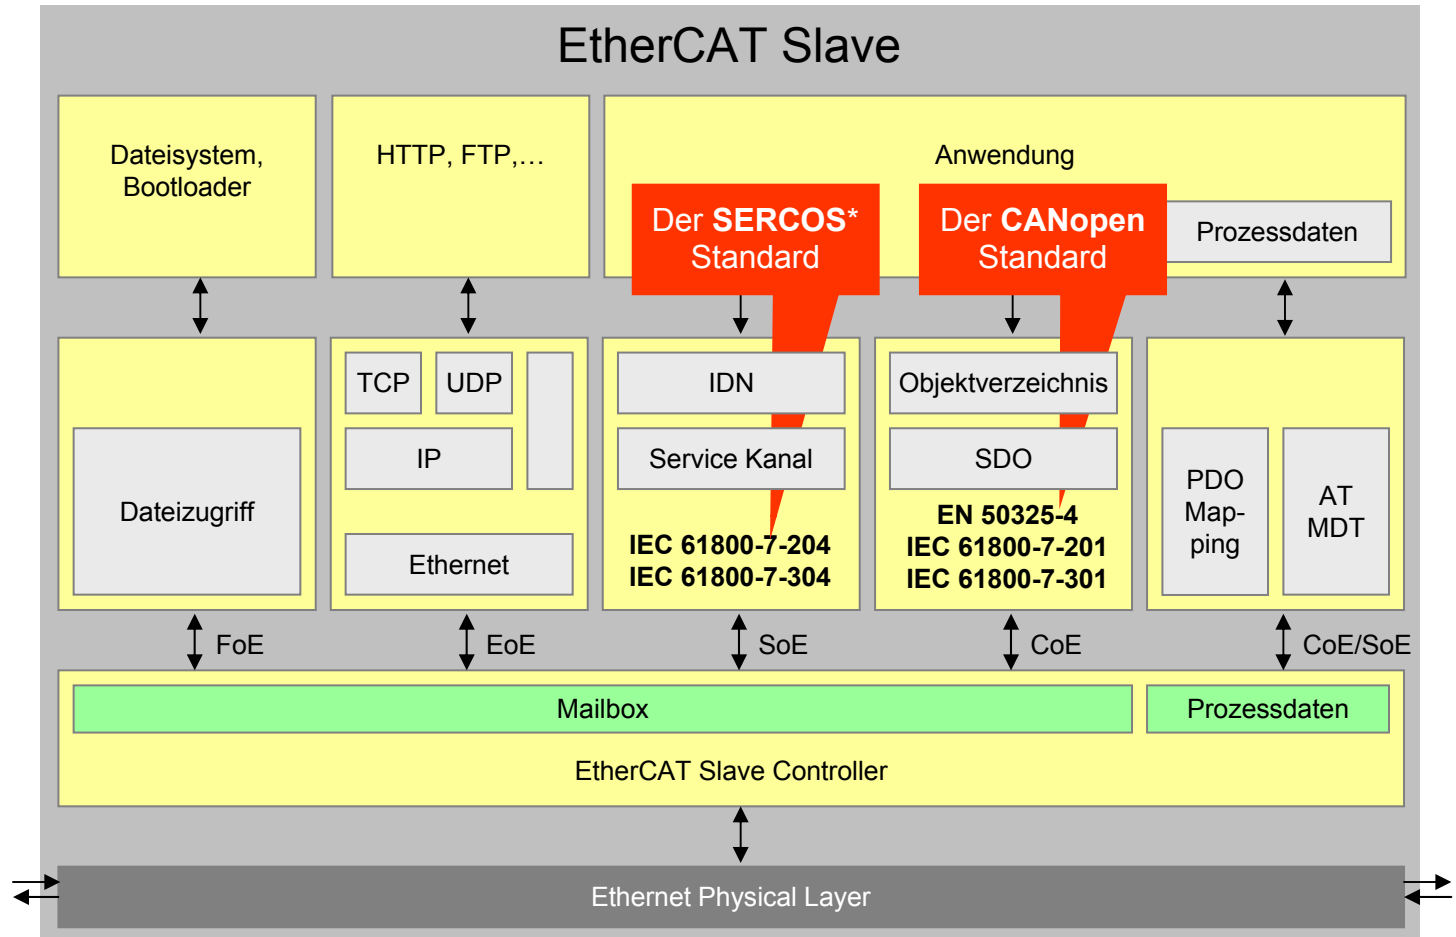 EtherCAT Slave
Dateisystem,
Bootloader
HTTP, FTP,...
Anwendung
Der SERCOS*
Standard
Der CANopen
Standard
Prozessdaten
TCP
UDP
IP
Ethernet
Dateizugriff
IDN
Service Kanal
IEC 61800-7-204
IEC 61800-7-304
Objektverzeichnis
SDO
EN 50325-4
IEC 61800-7-201
IEC 61800-7-301
PDO
Map-
ping
AT
MDT
FoE
EoE
SoE
CoE
CoE/SoE
Mailbox
Prozessdaten
EtherCAT Slave Controller
Ethernet Physical Layer